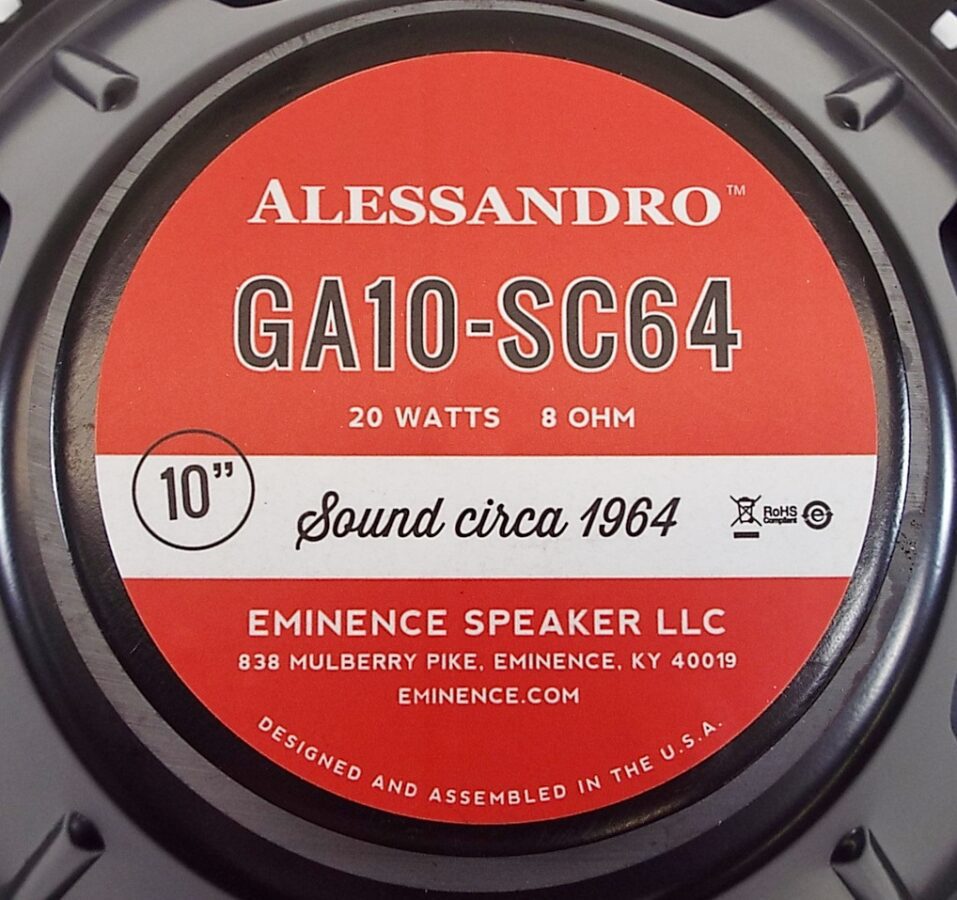 ALESSANDRO™
GA10-SC64
20 WATTS 8 OHM
10”
Sound circa 1964
RoHS
Compliant
e
EMINENCE SPEAKER LLC
838 MULBERRY PIKE, EMINENCE, KY 40019
EMINENCE.COM
DESIGNED AND ASSEMBLED IN THE U.S.A.